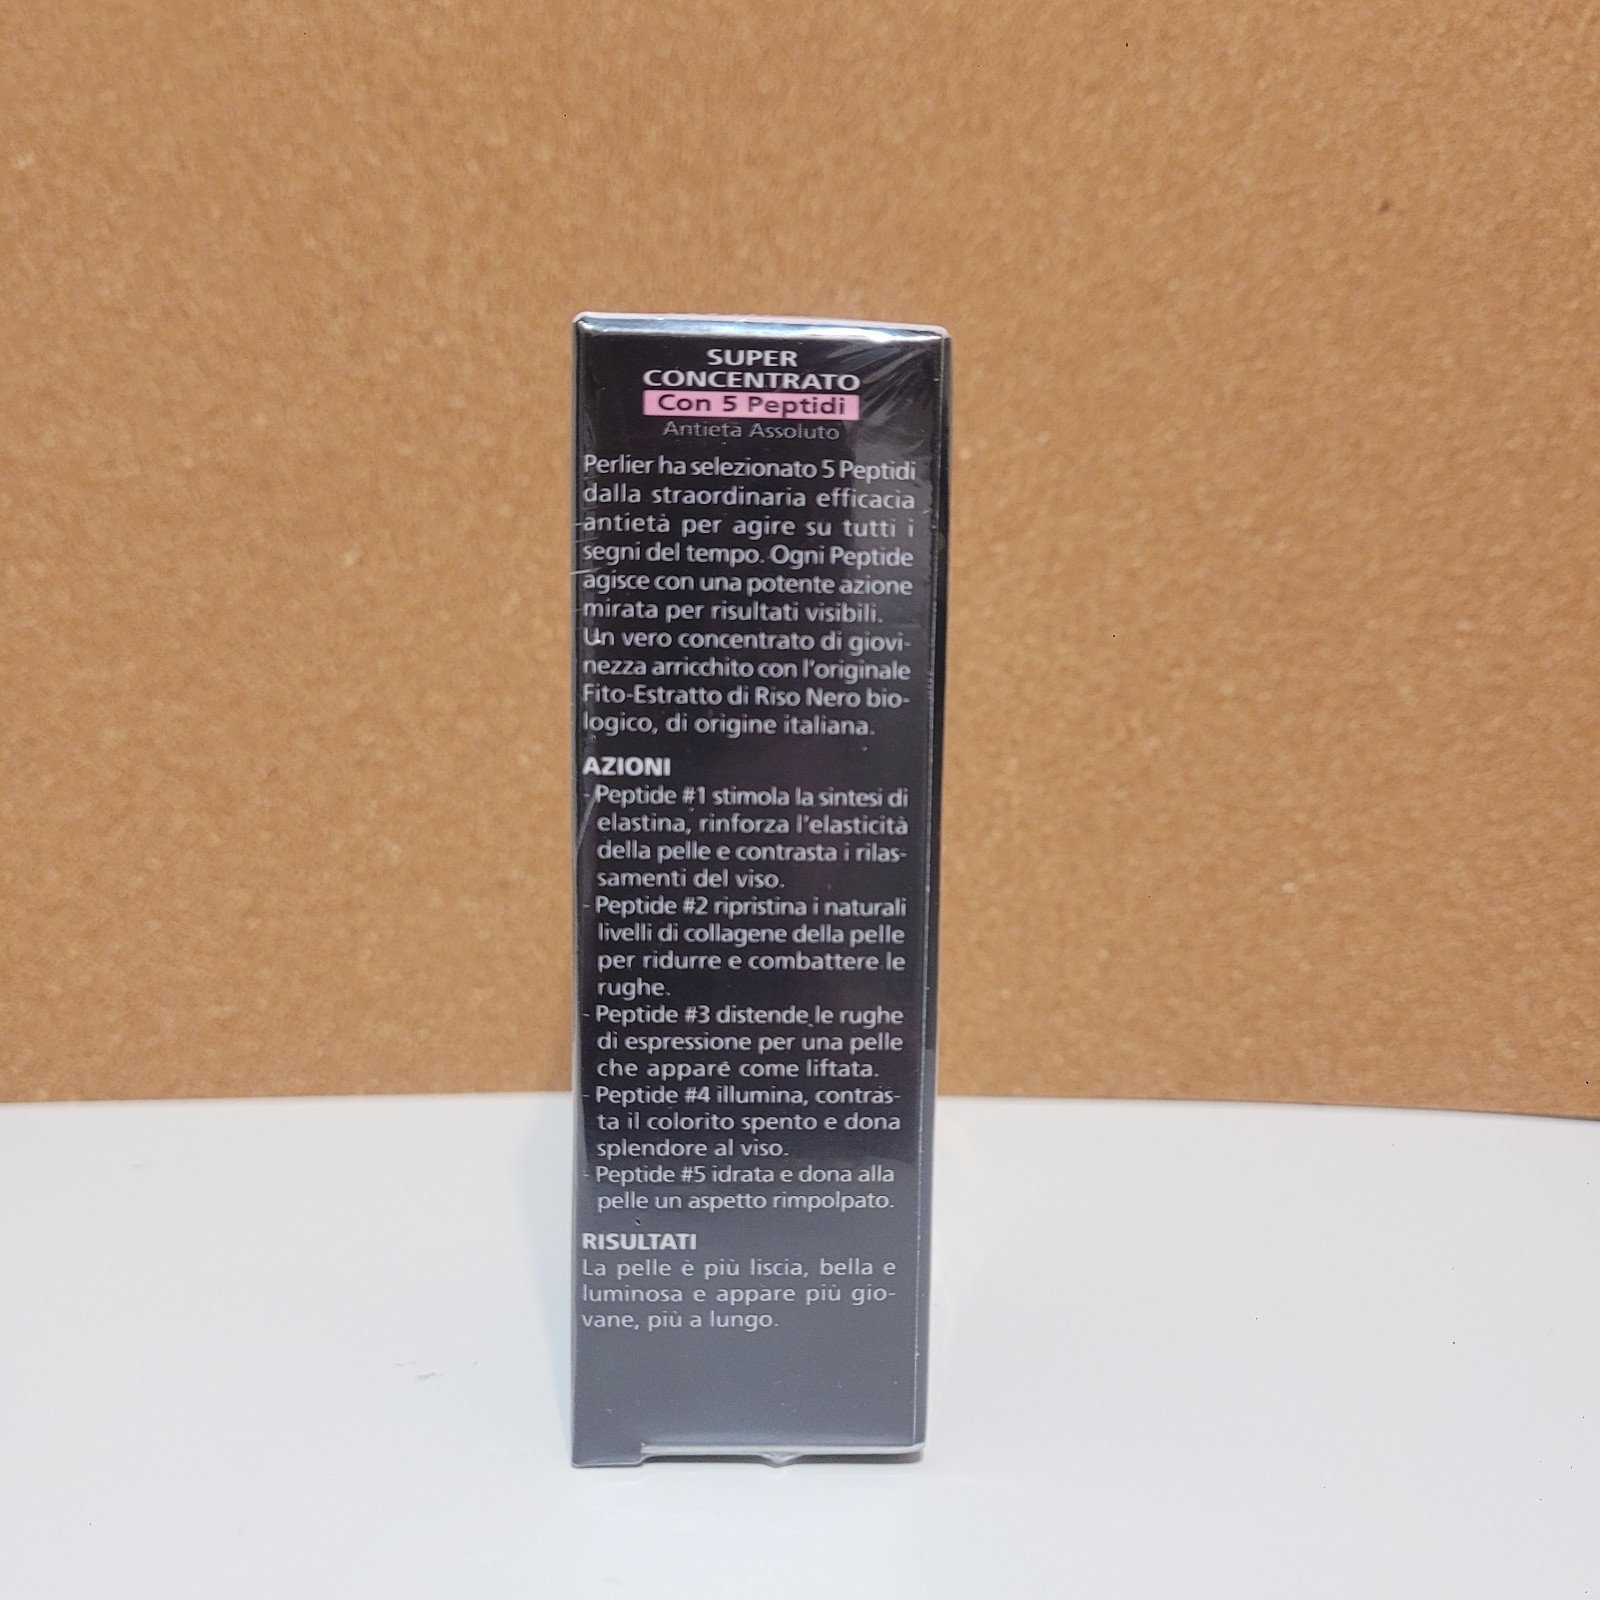 SUPER
CONCENTRATO
Con 5 Peptidi
Antietà Assoluto
Perlier ha selezionato 5 Peptidi
dalla straordinaria efficacia
antietà per agire su tutti i
segni del tempo. Ogni Peptide
agisce con una potente azione
mirata per risultati visibili.
Un vero concentrato di giovi-
nezza arricchito con l'originale
Fito-Estratto di Riso Nero bio-
logico, di origine italiana.
AZIONI
- Peptide #1 stimola la sintesi di
elastina, rinforza l'elasticità
della pelle e contrasta i rilas-
samenti del viso.
- Peptide #2 ripristina i naturali
livelli di collagene della pelle
per ridurre e combattere le
rughe.
- Peptide #3 distende le rughe
di espressione per una pelle
che appare come liftata.
- Peptide #4 illumina, contras-
ta il colorito spento e dona
splendore al viso.
- Peptide #5 idrata e dona alla
pelle un aspetto rimpolpato.
RISULTATI
La pelle è più liscia, bella e
luminosa e appare più gio-
vane, più a lungo.